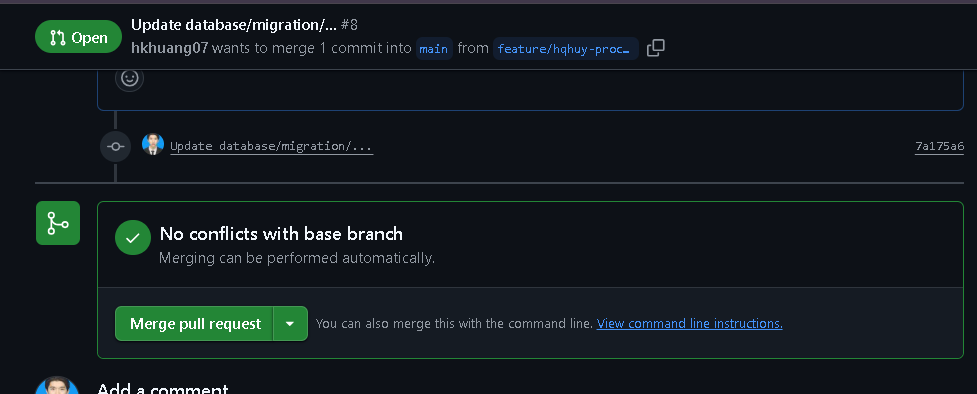 Open
Update database/migration/... #8
hkhuang07 wants to merge 1 commit into main from feature/hqhuy-proc…
Update database/migration/... 7a175a6
No conflicts with base branch
Merging can be performed automatically.
Merge pull request You can also merge this with the command line. View command line instructions.
Add a comment